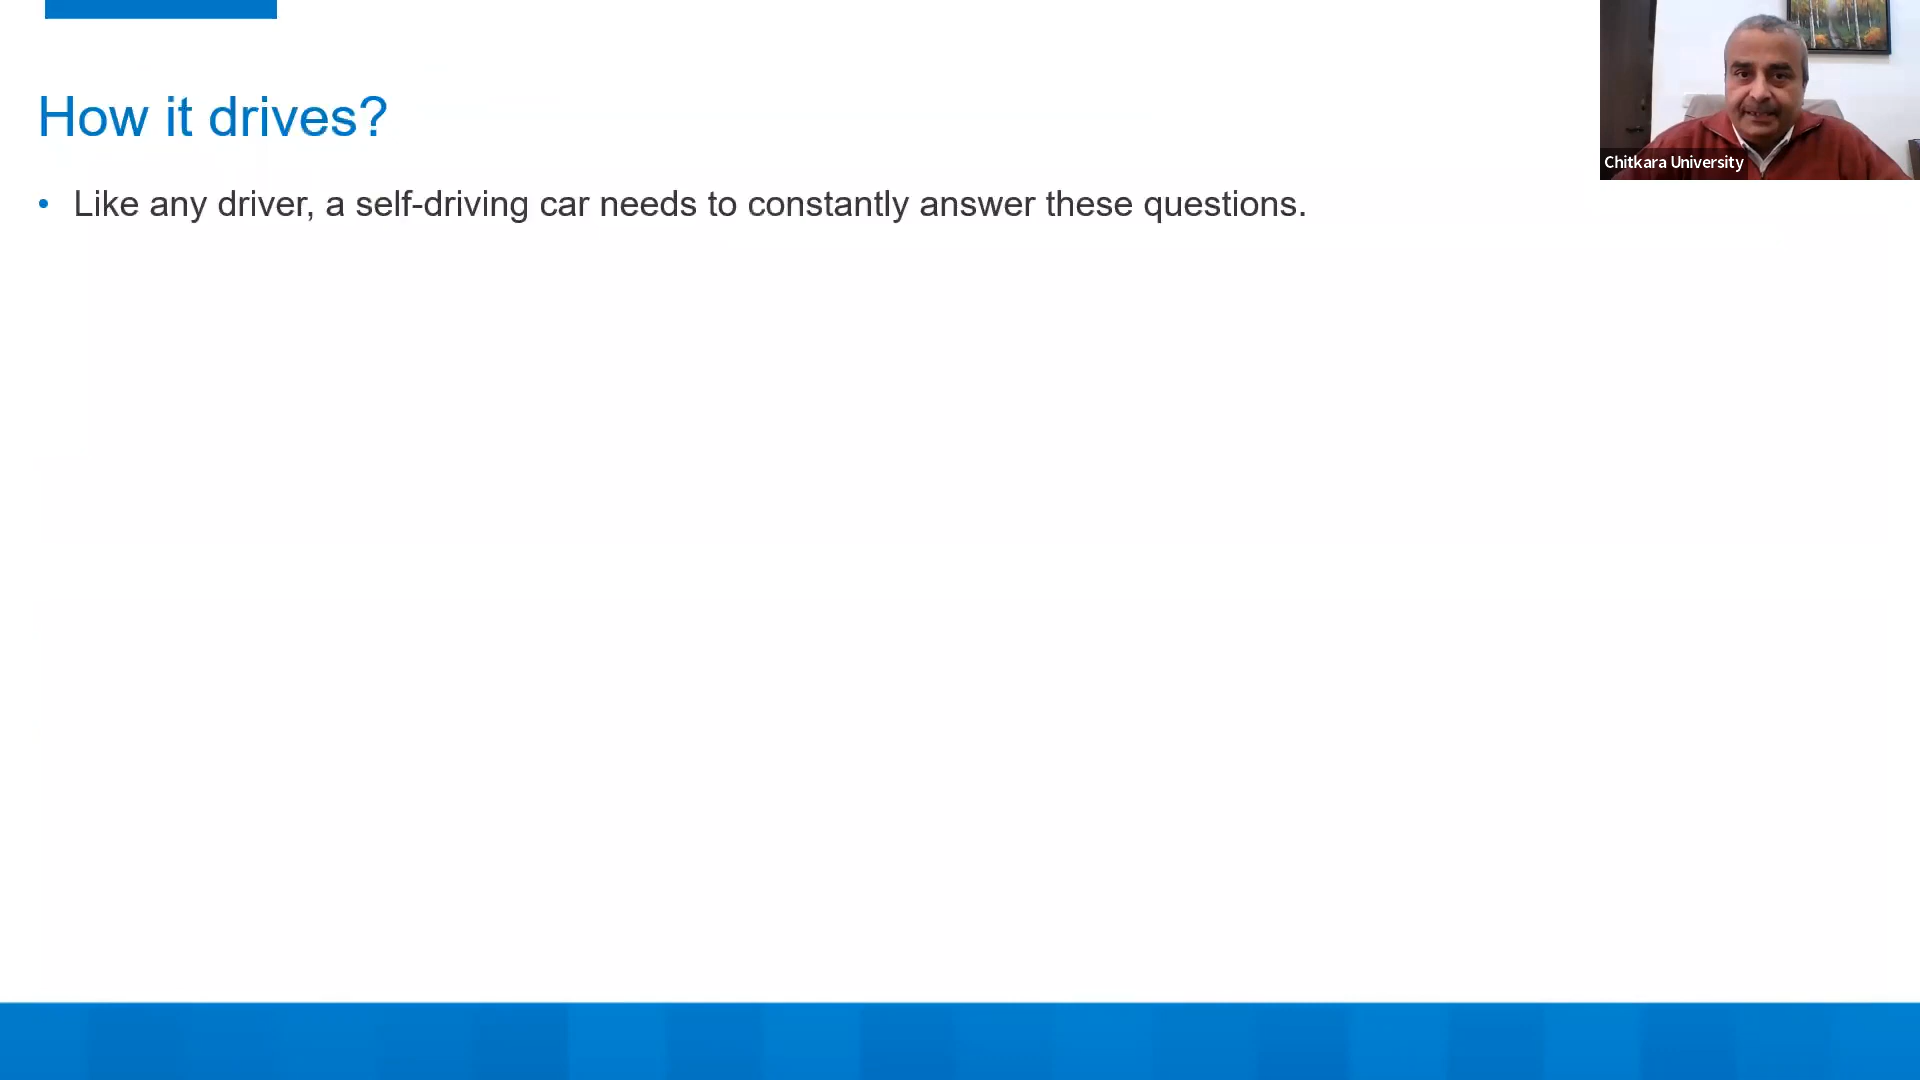 How it drives?
• Like any driver, a self-driving car needs to constantly answer these questions.
Chitkara University